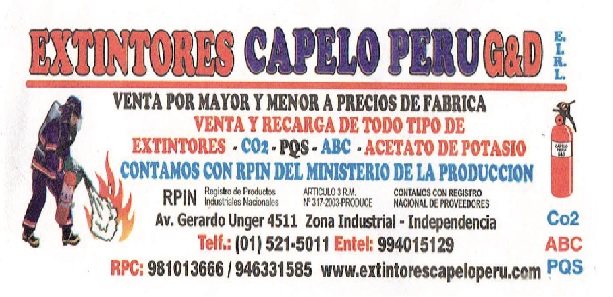 EXTINTORES CAPELO PERU G&D E.I.R.L.
VENTA POR MAYOR Y MENOR A PRECIOS DE FABRICA
VENTA Y RECARGA DE TODO TIPO DE
EXTINTORES - CO2 - PQS - ABC - ACETATO DE POTASIO
CONTAMOS CON RPIN DEL MINISTERIO DE LA PRODUCCION
RPIN
Registro de Productos
Industriales Nacionales
ARTICULO 3 R.M.
Nº 317-2003-PRODUCE
CONTAMOS CON REGISTRO
NACIONAL DE PROVEEDORES
Av. Gerardo Unger 4511 Zona Industrial - Independencia
Telf.: (01) 521-5011 Entel: 994015129
RPC: 981013666 / 946331585 www.extintorescapeloperu.com
Co2
ABC
PQS